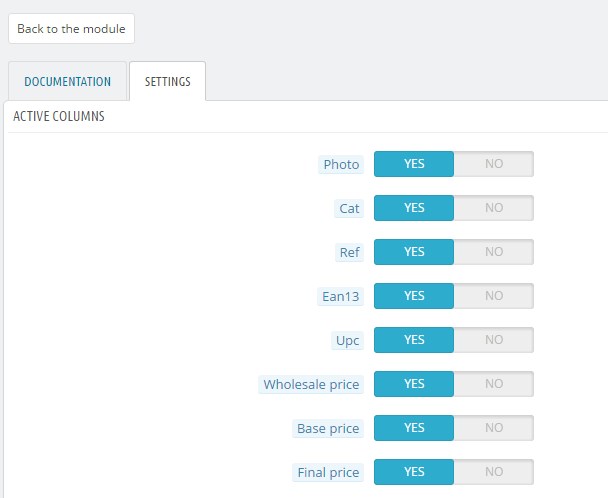 Back to the module
DOCUMENTATION SETTINGS
ACTIVE COLUMNS
Photo YES NO
Cat YES NO
Ref YES NO
Ean13 YES NO
Upc YES NO
Wholesale price YES NO
Base price YES NO
Final price YES NO